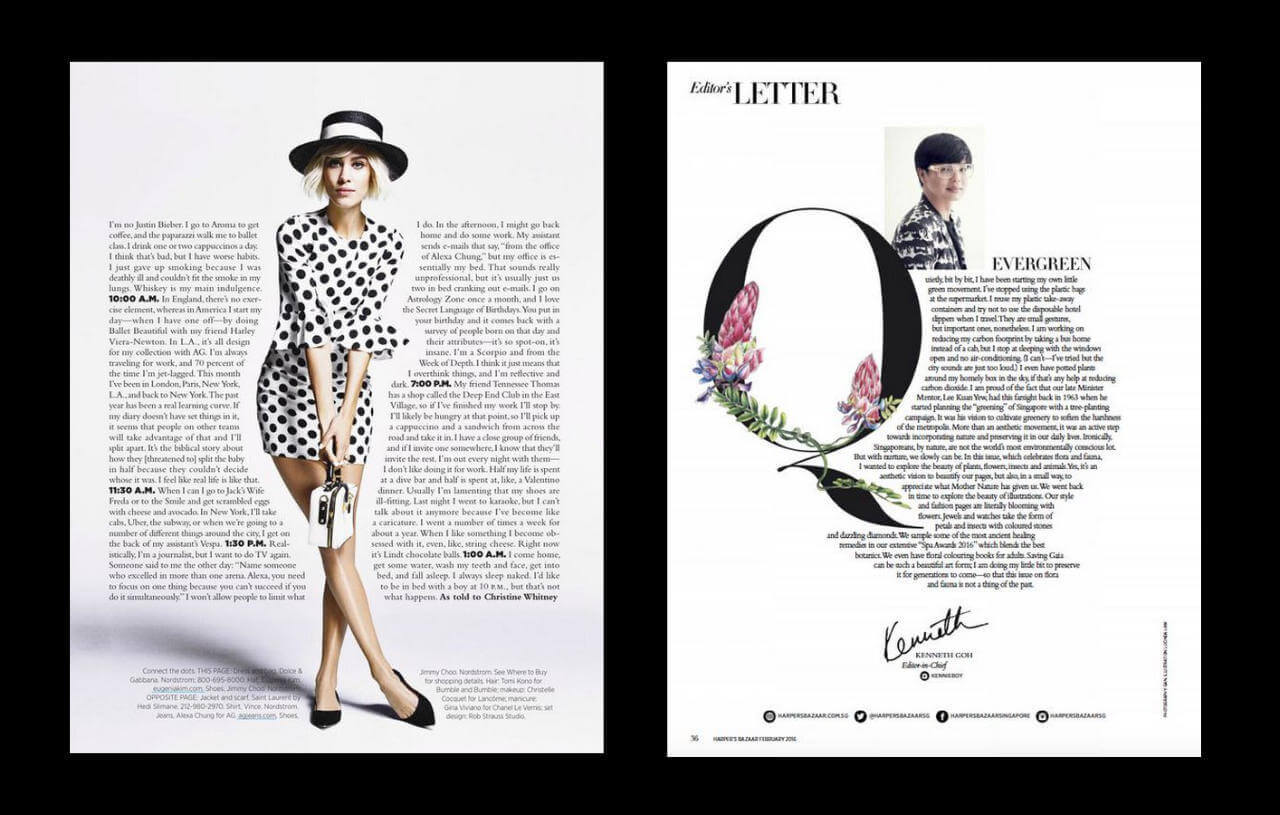 I'm no Justin Bieber. I go to Aroma to get
coffee, and the paparazzi walk me to ballet
class. I drink one or two cappuccinos a day.
I think that's bad, but I have worse habits.
I just gave up smoking because I was
deathly ill and couldn't fit the smoke in my
lungs. Whiskey is my main indulgence.
10:00 A.M. In England, there's no exer-
cise element, whereas in America I start my
day—when I have one off—by doing
Ballet Beautiful with my friend Harley
Viera-Newton. In L.A., it's all design
for my collection with AG. I'm always
traveling for work, and 70 percent of
the time I'm jet-lagged. This month
I've been in London, Paris, New York,
L.A., and back to New York. The past
year has been a real learning curve. If
my diary doesn't have set things in it,
it seems that people on other teams
will take advantage of that and I'll
split apart. It's the biblical story about
how they [threatened to] split the baby
in half because they couldn't decide
whose it was. I feel like real life is like that.
11:30 A.M. When I can I go to Jack's Wife
Freda or to the Smile and get scrambled eggs
with cheese and avocado. In New York, I'll take
cabs, Uber, the subway, or when we're going to a
number of different things around the city, I get on
the back of my assistant's Vespa. 1:30 P.M. Real-
istically, I'm a journalist, but I want to do TV again.
Someone said to me the other day: "Name someone
who excelled in more than one arena. Alexa, you need
to focus on one thing because you can't succeed if you
do it simultaneously." I won't allow people to limit what
I do. In the afternoon, I might go back
home and do some work. My assistant
sends e-mails that say, "from the office
of Alexa Chung," but my office is es-
sentially my bed. That sounds really
unprofessional, but it's usually just us
two in bed cranking out e-mails. I go on
Astrology Zone once a month, and I love
the Secret Language of Birthdays. You put in
your birthday and it comes back with a
survey of people born on that day and
their attributes—it's so spot-on, it's
insane. I'm a Scorpio and from the
Week of Depth. I think it just means that
I overthink things, and I'm reflective and
dark. 7:00 P.M. My friend Tennessee Thomas
has a shop called the Deep End Club in the East
Village, so if I've finished my work I'll stop by.
I'll likely be hungry at that point, so I'll pick up
a cappuccino and a sandwich from across the
road and take it in. I have a close group of friends,
and if I invite one somewhere, I know that they'll
invite the rest. I'm out every night with them—
I don't like doing it for work. Half my life is spent
at a dive bar and half is spent at, like, a Valentino
dinner. Usually I'm lamenting that my shoes are
ill-fitting. Last night I went to karaoke, but I can't
talk about it anymore because I've become like
a caricature. I went a number of times a week for
about a year. When I like something I become ob-
sessed with it, even, like, string cheese. Right now
it's Lindt chocolate balls. 1:00 A.M. I come home,
get some water, wash my teeth and face, get into
bed, and fall asleep. I always sleep naked. I'd like
to be in bed with a boy at 10 P.M., but that's not
what happens. As told to Christine Whitney
Connect the dots. THIS PAGE: Dress and bag, Dolce &
Gabbana. Nordstrom; 800-695-8000. Hat, Eugenia Kim.
eugeniakim.com. Shoes, Jimmy Choo. Nordstrom.
OPPOSITE PAGE: Jacket and scarf, Saint Laurent by
Hedi Slimane. 212-980-2970. Shirt, Vince. Nordstrom.
Jeans, Alexa Chung for AG. agjeans.com. Shoes,
Jimmy Choo. Nordstrom. See Where to Buy
for shopping details. Hair: Tomi Kono for
Bumble and Bumble; makeup: Christelle
Cocquet for Lancôme; manicure:
Gina Viviano for Chanel Le Vernis; set
design: Rob Strauss Studio.
Editor's LETTER
EVERGREEN
Q
uietly, bit by bit, I have been starting my own little
green movement. I've stopped using the plastic bags
at the supermarket. I reuse my plastic take-away
containers and try not to use the disposable hotel
slippers when I travel. They are small gestures,
but important ones, nonetheless. I am working on
reducing my carbon footprint by taking a bus home
instead of a cab, but I stop at sleeping with the windows
open and no air-conditioning. (I can't—I've tried but the
city sounds are just too loud.) I even have potted plants
around my homely box in the sky, if that's any help at reducing
carbon dioxide. I am proud of the fact that our late Minister
Mentor, Lee Kuan Yew, had this farsight back in 1963 when he
started planning the "greening" of Singapore with a tree-planting
campaign. It was his vision to cultivate greenery to soften the harshness
of the metropolis. More than an aesthetic movement, it was an active step
towards incorporating nature and preserving it in our daily lives. Ironically,
Singaporeans, by nature, are not the world's most environmentally conscious lot.
But with nurture, we slowly can be. In this issue, which celebrates flora and fauna,
I wanted to explore the beauty of plants, flowers, insects and animals. Yes, it's an
aesthetic vision to beautify our pages, but also, in a small way, to
appreciate what Mother Nature has given us. We went back
in time to explore the beauty of illustrations. Our style
and fashion pages are literally blooming with
flowers. Jewels and watches take the form of
petals and insects with coloured stones
and dazzling diamonds. We sample some of the most ancient healing
remedies in our extensive "Spa Awards 2016" which blends the best
botanics. We even have floral colouring books for adults. Saving Gaia
can be such a beautiful art form; I am doing my little bit to preserve
it for generations to come—so that this issue on flora
and fauna is not a thing of the past.
Kenneth
KENNETH GOH
Editor-in-Chief
KENNIEBOY
HARPERSBAZAAR.COM.SG
@HARPERSBAZAARSG
HARPERSBAZAARSINGAPORE
HARPERSBAZAARSG
36
HARPER'S BAZAAR FEBRUARY 2016